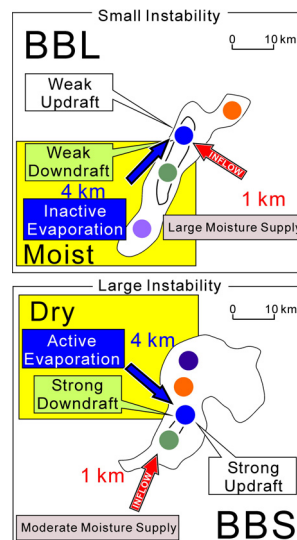 Small Instability
BBL
0 10 km
Weak
Updraft
Weak
Downdraft
INFLOW
4 km
1 km
Inactive
Evaporation
Large Moisture Supply
Moist
Large Instability
Dry
0 10 km
4 km
Active
Evaporation
Strong
Downdraft
1 km
INFLOW
Strong
Updraft
Moderate Moisture Supply
BBS